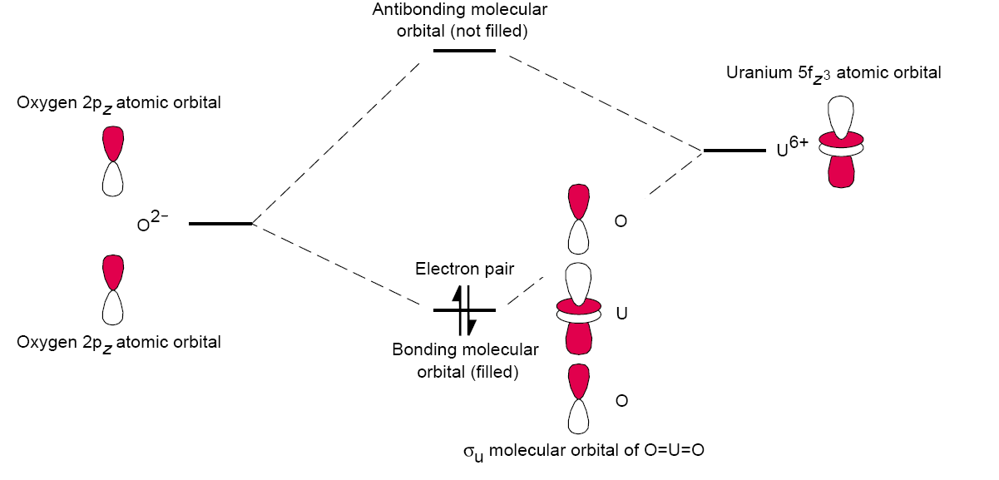 Antibonding molecular
orbital (not filled)
Uranium 5fz3 atomic orbital
Oxygen 2pz atomic orbital
U6+
O2−
O
Electron pair
U
Oxygen 2pz atomic orbital
Bonding molecular
orbital (filled)
O
σu molecular orbital of O=U=O